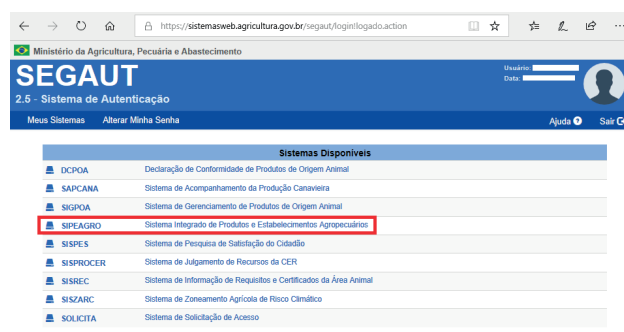 https://sistemasweb.agricultura.gov.br/segaut/login!logado.action
Ministério da Agricultura, Pecuária e Abastecimento
SEGAUT
2.5 - Sistema de Autenticação
Usuário:
Data:
Meus Sistemas Alterar Minha Senha Ajuda ? Sair
Sistemas Disponíveis
DCPOA Declaração de Conformidade de Produtos de Origem Animal
SAPCANA Sistema de Acompanhamento da Produção Canavieira
SIGPOA Sistema de Gerenciamento de Produtos de Origem Animal
SIPEAGRO Sistema Integrado de Produtos e Estabelecimentos Agropecuários
SISPES Sistema de Pesquisa de Satisfação do Cidadão
SISPROCER Sistema de Julgamento de Recursos da CER
SISREC Sistema de Informação de Requisitos e Certificados da Área Animal
SISZARC Sistema de Zoneamento Agrícola de Risco Climático
SOLICITA Sistema de Solicitação de Acesso